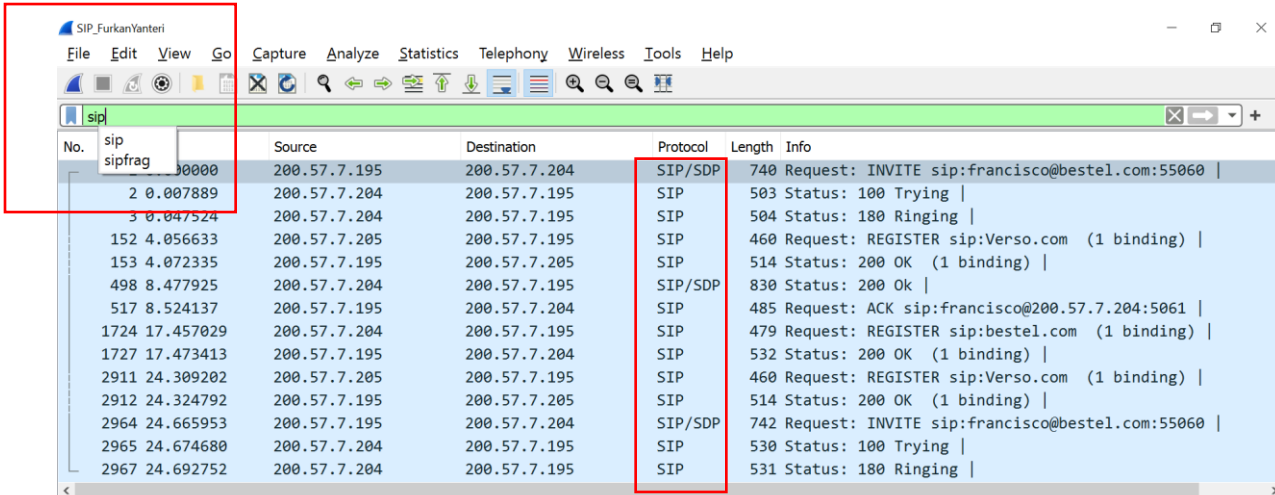 SIP_FurkanYanteri
File Edit View Go Capture Analyze Statistics Telephony Wireless Tools Help
sip
sip
sipfrag
No. Source Destination Protocol Length Info
0.000000 200.57.7.195 200.57.7.204 SIP/SDP 740 Request: INVITE sip:francisco@bestel.com:55060 |
2 0.007889 200.57.7.204 200.57.7.195 SIP 503 Status: 100 Trying |
3 0.047524 200.57.7.204 200.57.7.195 SIP 504 Status: 180 Ringing |
152 4.056633 200.57.7.205 200.57.7.195 SIP 460 Request: REGISTER sip:Verso.com (1 binding) |
153 4.072335 200.57.7.195 200.57.7.205 SIP 514 Status: 200 OK (1 binding) |
498 8.477925 200.57.7.204 200.57.7.195 SIP/SDP 830 Status: 200 Ok |
517 8.524137 200.57.7.195 200.57.7.204 SIP 485 Request: ACK sip:francisco@200.57.7.204:5061 |
1724 17.457029 200.57.7.204 200.57.7.195 SIP 479 Request: REGISTER sip:bestel.com (1 binding) |
1727 17.473413 200.57.7.195 200.57.7.204 SIP 532 Status: 200 OK (1 binding) |
2911 24.309202 200.57.7.205 200.57.7.195 SIP 460 Request: REGISTER sip:Verso.com (1 binding) |
2912 24.324792 200.57.7.195 200.57.7.205 SIP 514 Status: 200 OK (1 binding) |
2964 24.665953 200.57.7.195 200.57.7.204 SIP/SDP 742 Request: INVITE sip:francisco@bestel.com:55060 |
2965 24.674680 200.57.7.204 200.57.7.195 SIP 530 Status: 100 Trying |
2967 24.692752 200.57.7.204 200.57.7.195 SIP 531 Status: 180 Ringing |